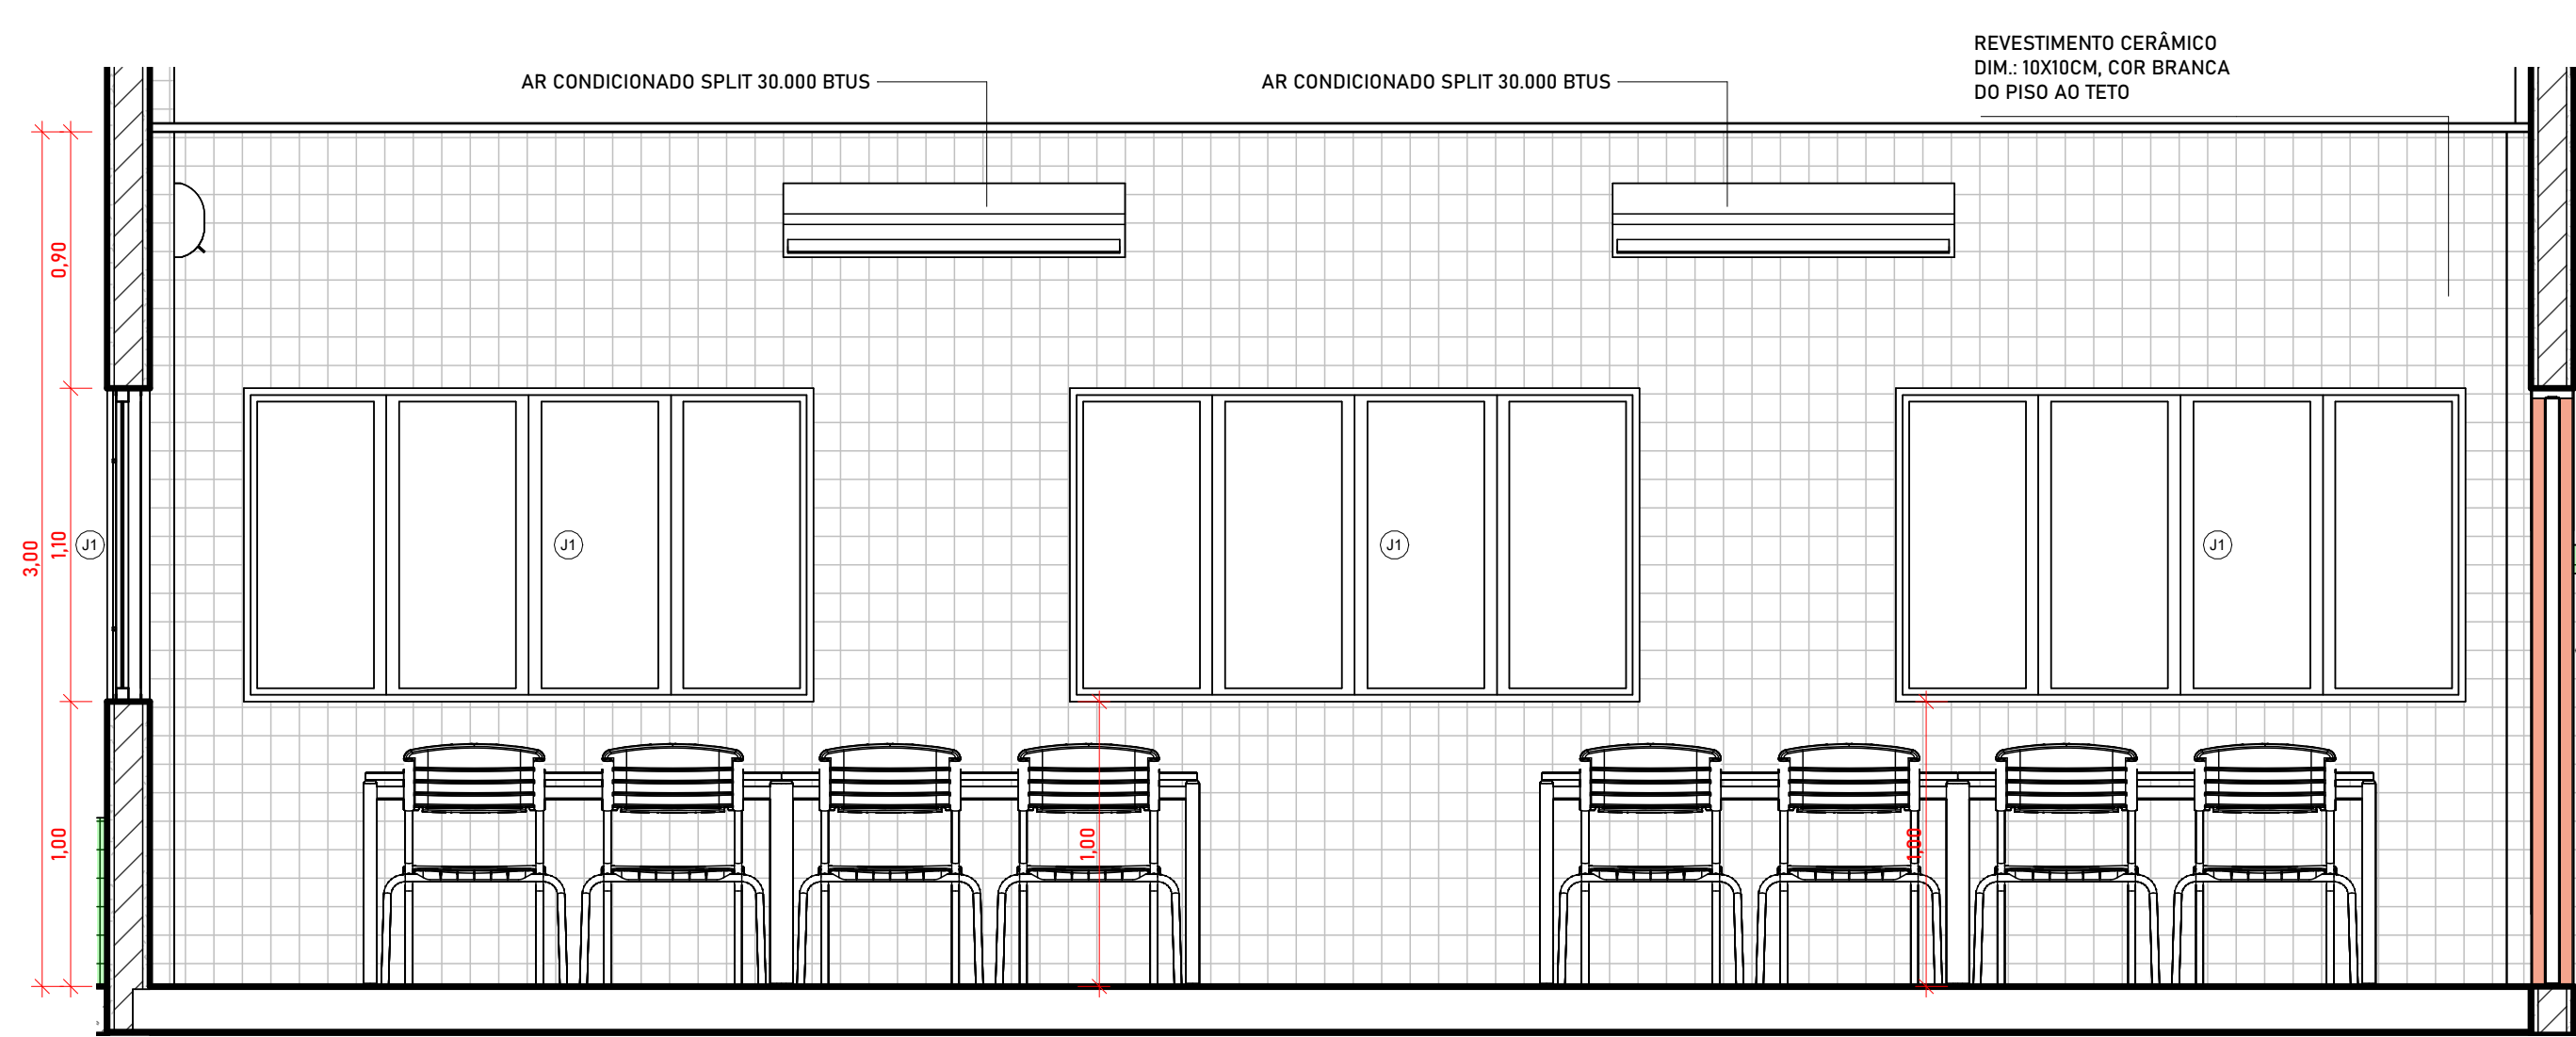 REVESTIMENTO CERÂMICO
DIM.: 10X10CM, COR BRANCA
DO PISO AO TETO
AR CONDICIONADO SPLIT 30.000 BTUS
AR CONDICIONADO SPLIT 30.000 BTUS
0,90
3,00
1,10
J1
J1
J1
J1
1,00
1,00
1,00